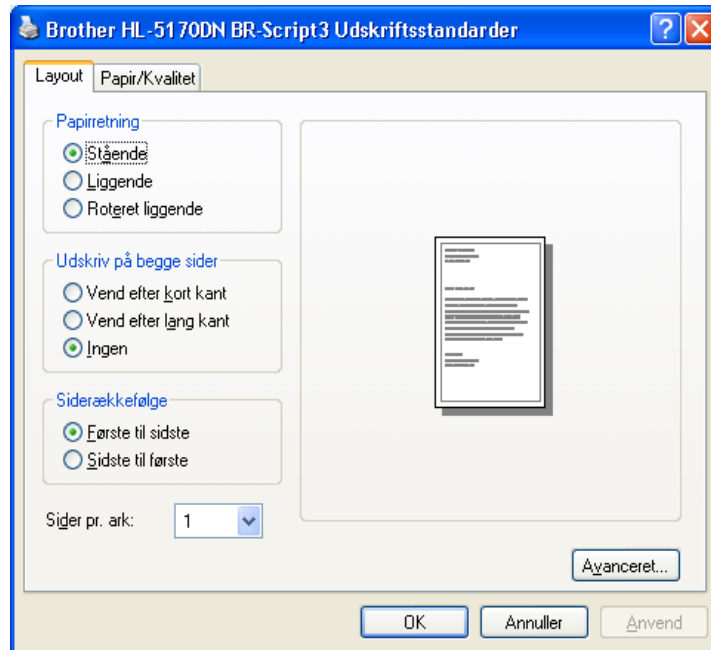 Brother HL-5170DN BR-Script3 Udskriftsstandarder
Layout Papir/Kvalitet
Papirretning
Stående
Liggende
Roteret liggende
Udskriv på begge sider
Vend efter kort kant
Vend efter lang kant
Ingen
Siderækkefølge
Første til sidste
Sidste til første
Sider pr. ark: 1
Avanceret...
OK Annuller Anvend